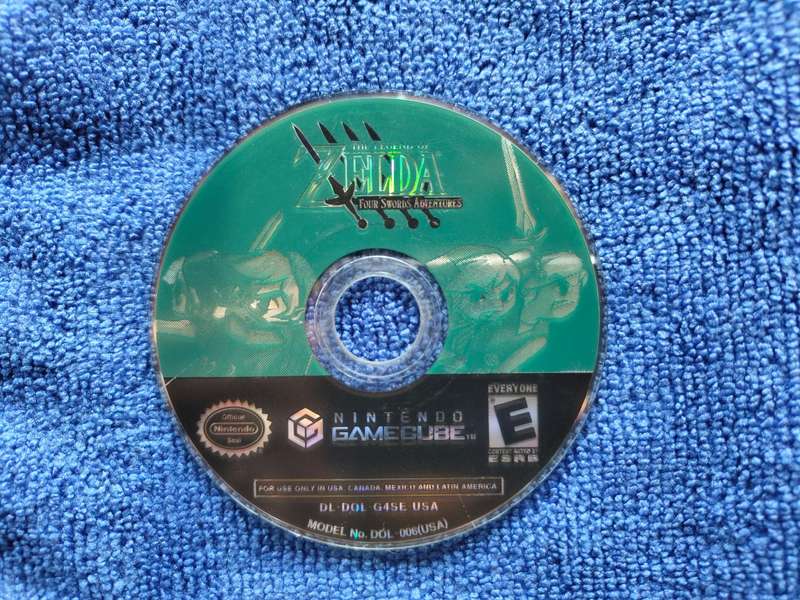 THE LEGEND OF
ZELDA
FOUR SWORDS ADVENTURES
Official
Nintendo
Seal
NINTENDO
GAMECUBE™
EVERYONE
E
CONTENT RATED BY
ESRB
FOR USE ONLY IN USA, CANADA, MEXICO AND LATIN AMERICA
DL-DOL-G4SE USA
MODEL No. DOL-006(USA)